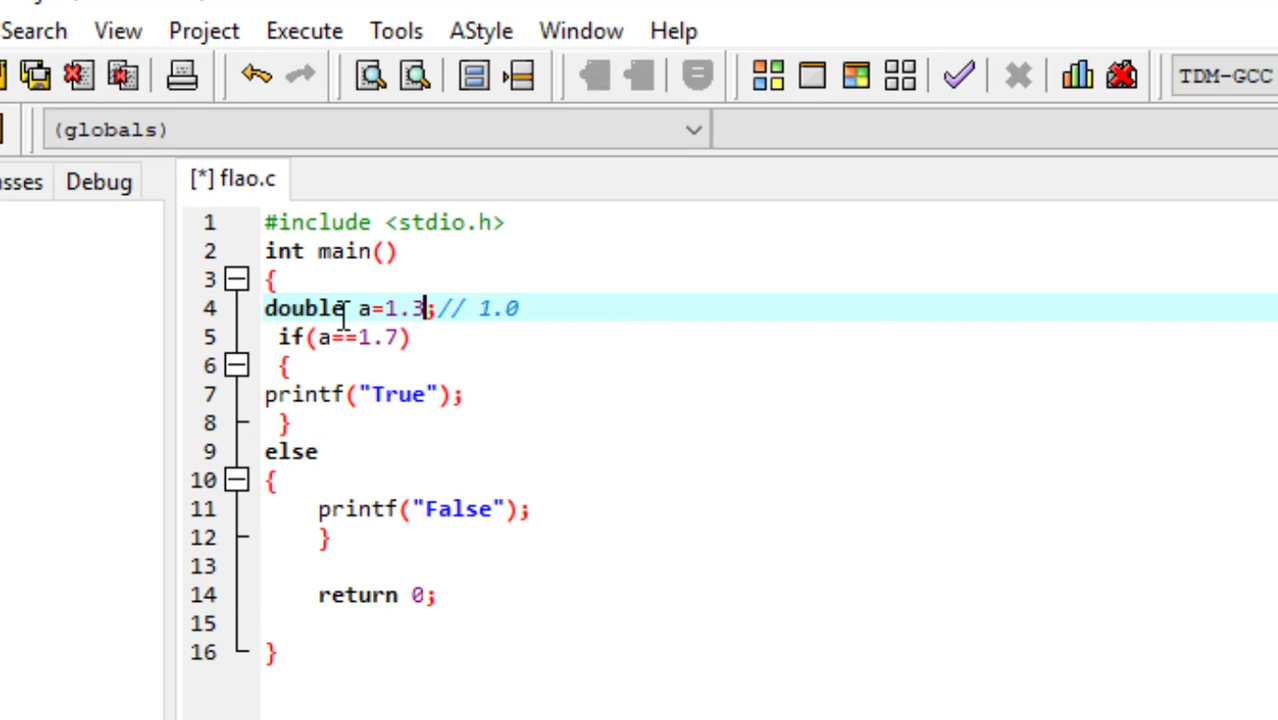 Search View Project Execute Tools AStyle Window Help
TDM-GCC
(globals)
Debug
[*] flao.c
1 #include <stdio.h>
2 int main()
3 {
4 double a=1.3;// 1.0
5 if(a==1.7)
6 {
7 printf("True");
8 }
9 else
10 {
11 printf("False");
12 }
13
14 return 0;
15
16 }